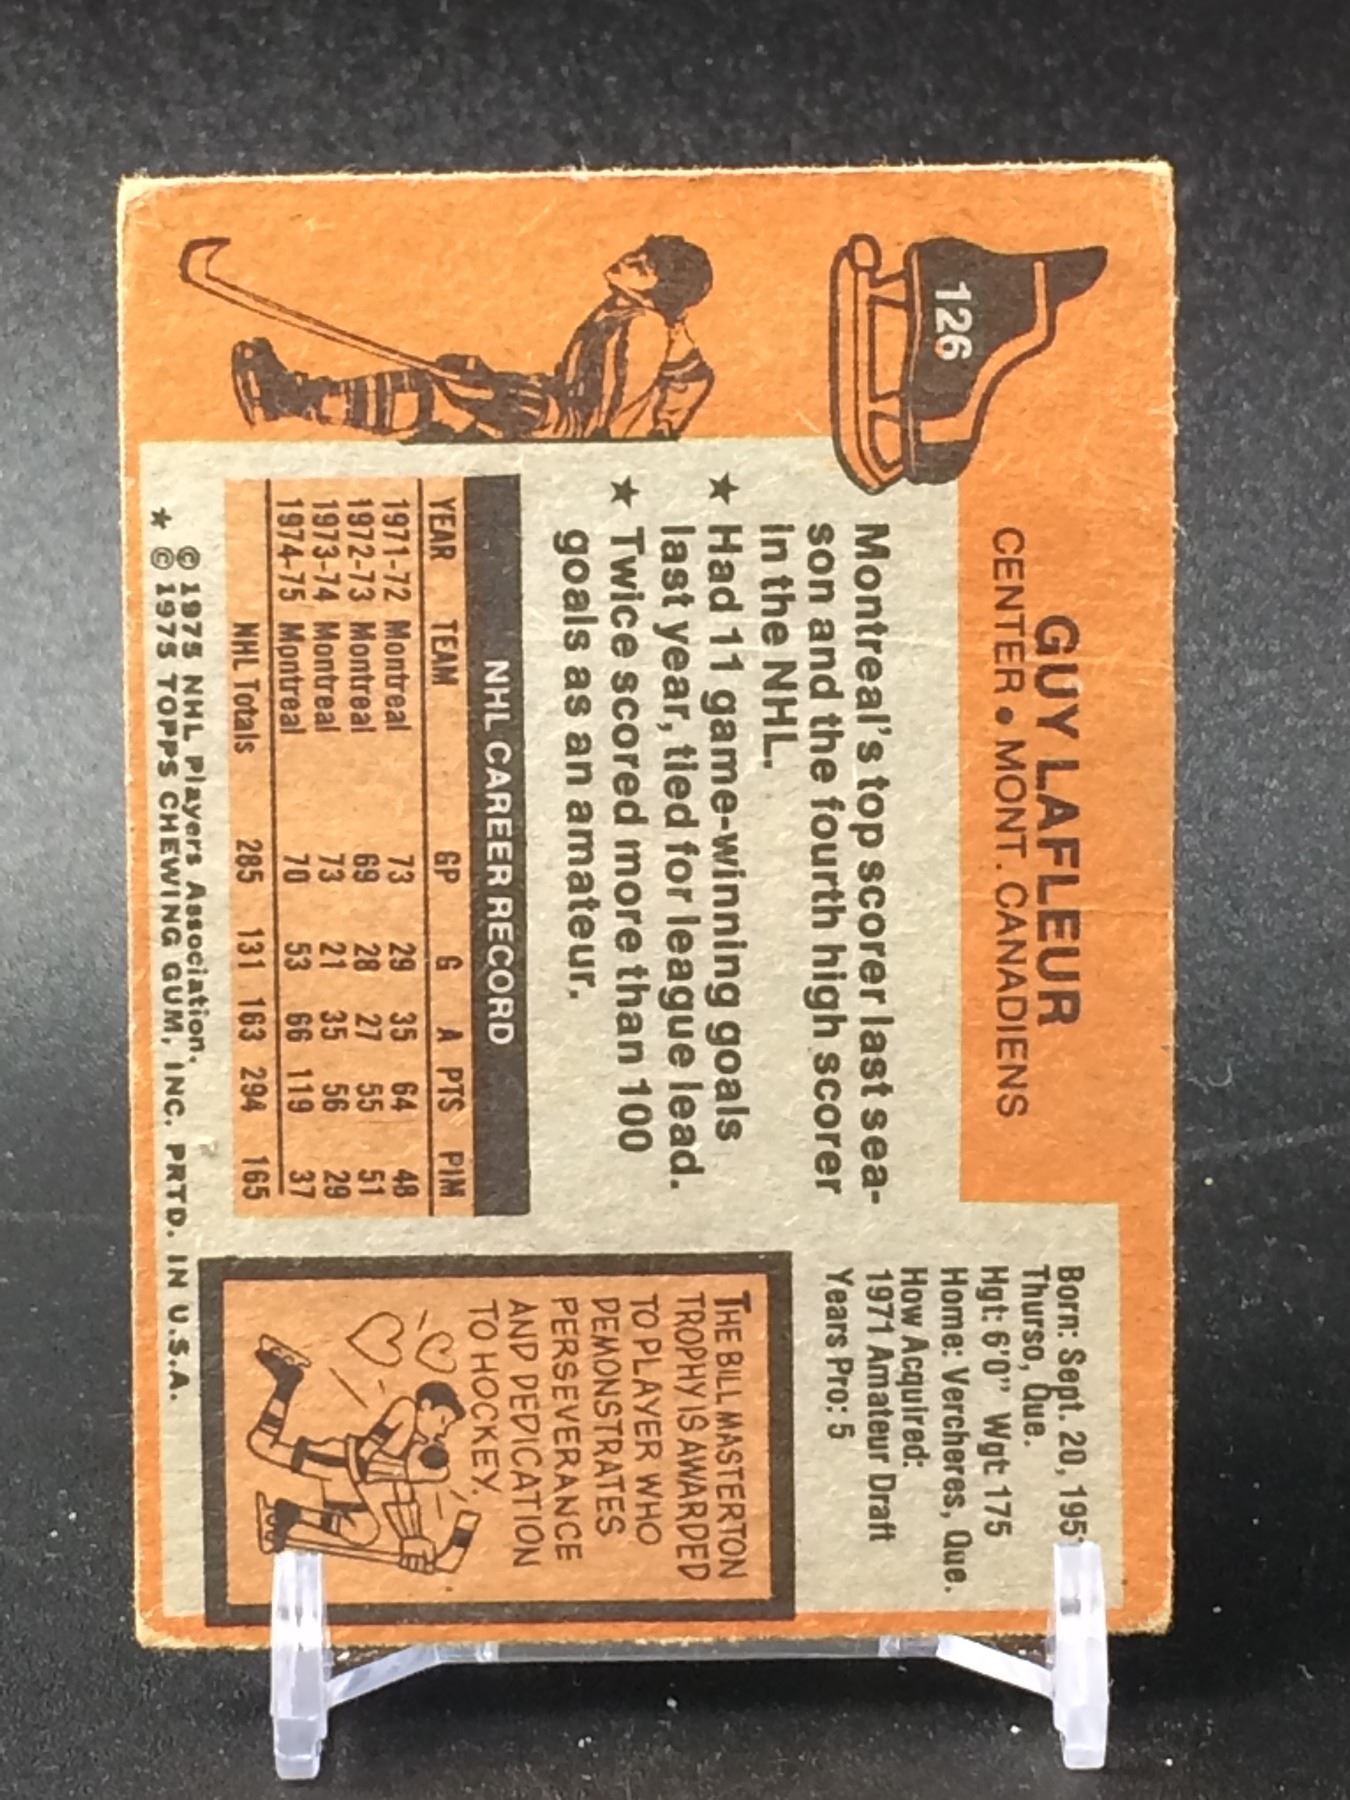 126
GUY LAFLEUR
CENTER • MONT. CANADIENS
Montreal's top scorer last sea-
son and the fourth high scorer
in the NHL.
★ Had 11 game-winning goals
last year, tied for league lead.
★ Twice scored more than 100
goals as an amateur.
NHL CAREER RECORD
YEAR TEAM GP G A PTS PIM
1971-72 Montreal 73 29 35 64 48
1972-73 Montreal 69 28 27 55 51
1973-74 Montreal 73 21 35 56 29
1974-75 Montreal 70 53 66 119 37
NHL Totals 285 131 163 294 165
© 1975 NHL Players Association.
★ © 1975 TOPPS CHEWING GUM, INC. PRTD. IN U.S.A.
Born: Sept. 20, 195
Thurso, Que.
Hgt: 6'0" Wgt: 175
Home: Vercheres, Que.
How Acquired:
1971 Amateur Draft
Years Pro: 5
THE BILL MASTERTON
TROPHY IS AWARDED
TO PLAYER WHO
DEMONSTRATES
PERSEVERANCE
AND DEDICATION
TO HOCKEY.